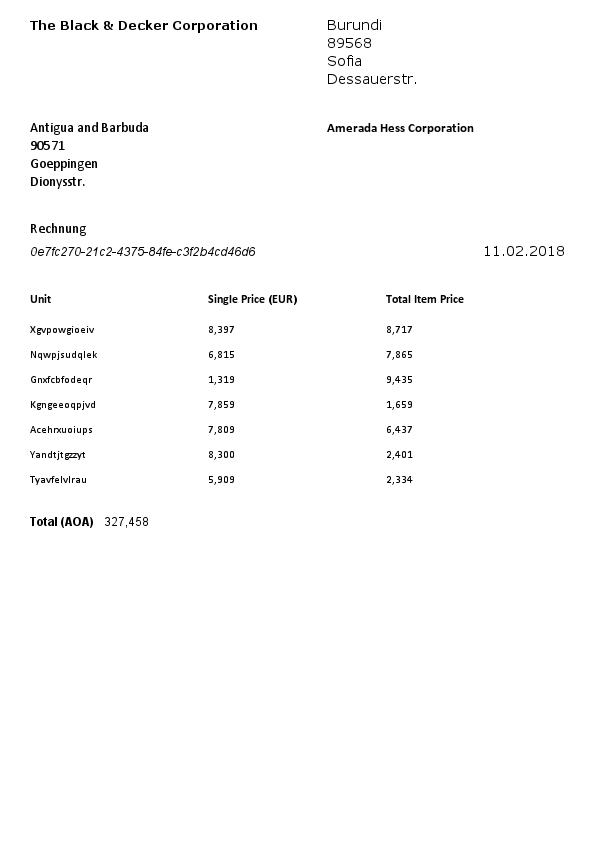 The Black & Decker Corporation
Burundi
89568
Sofia
Dessauerstr.
Antigua and Barbuda
90571
Goeppingen
Dionysstr.
Amerada Hess Corporation
Rechnung
0e7fc270-21c2-4375-84fe-c3f2b4cd46d6 11.02.2018
Unit Single Price (EUR) Total Item Price
Xgvpowgioeiv 8,397 8,717
Nqwpjsudqlek 6,815 7,865
Gnxfcbfodeqr 1,319 9,435
Kgngeeoqpjvd 7,859 1,659
Acehrxuoiups 7,809 6,437
Yandtjtgzzyt 8,300 2,401
Tyavfelvlrau 5,909 2,334
Total (AOA) 327,458